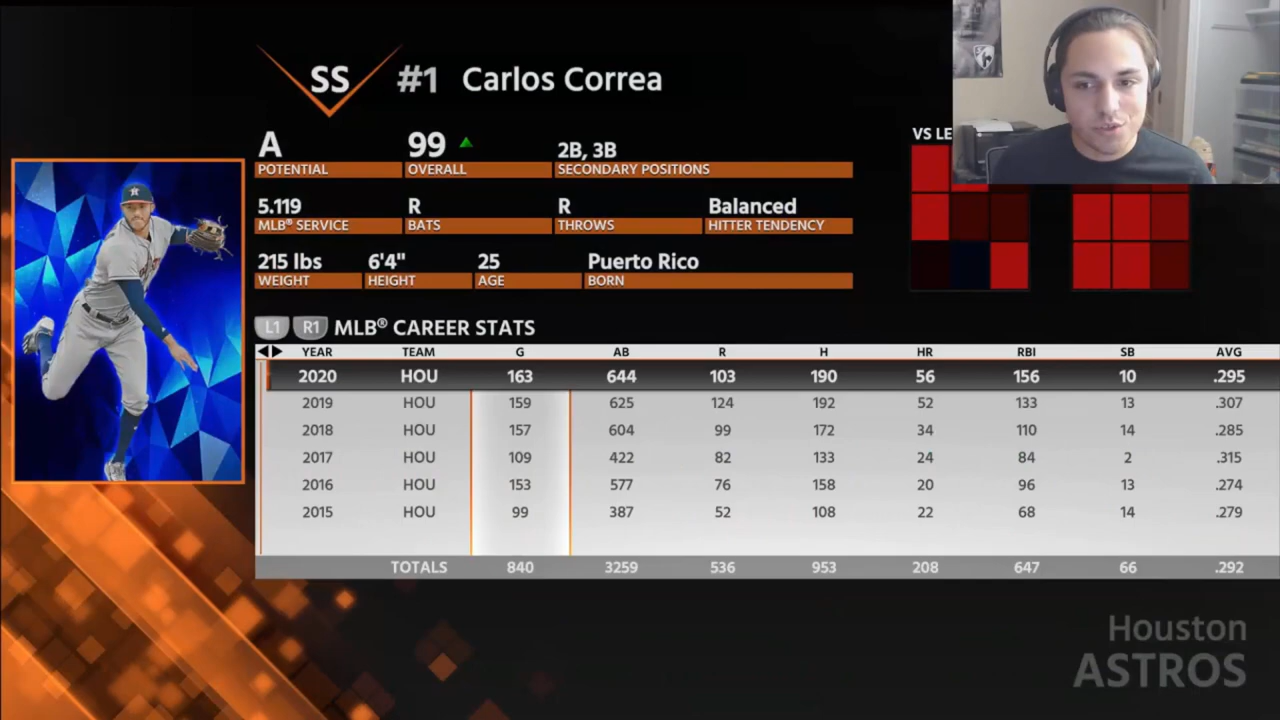 SS #1 Carlos Correa
A 99 2B, 3B
POTENTIAL OVERALL SECONDARY POSITIONS
VS LE
5.119 R R Balanced
MLB® SERVICE BATS THROWS HITTER TENDENCY
215 lbs 6'4" 25 Puerto Rico
WEIGHT HEIGHT AGE BORN
L1 R1 MLB® CAREER STATS
YEAR TEAM G AB R H HR RBI SB AVG
2020 HOU 163 644 103 190 56 156 10 .295
2019 HOU 159 625 124 192 52 133 13 .307
2018 HOU 157 604 99 172 34 110 14 .285
2017 HOU 109 422 82 133 24 84 2 .315
2016 HOU 153 577 76 158 20 96 13 .274
2015 HOU 99 387 52 108 22 68 14 .279
TOTALS 840 3259 536 953 208 647 66 .292
Houston
ASTROS